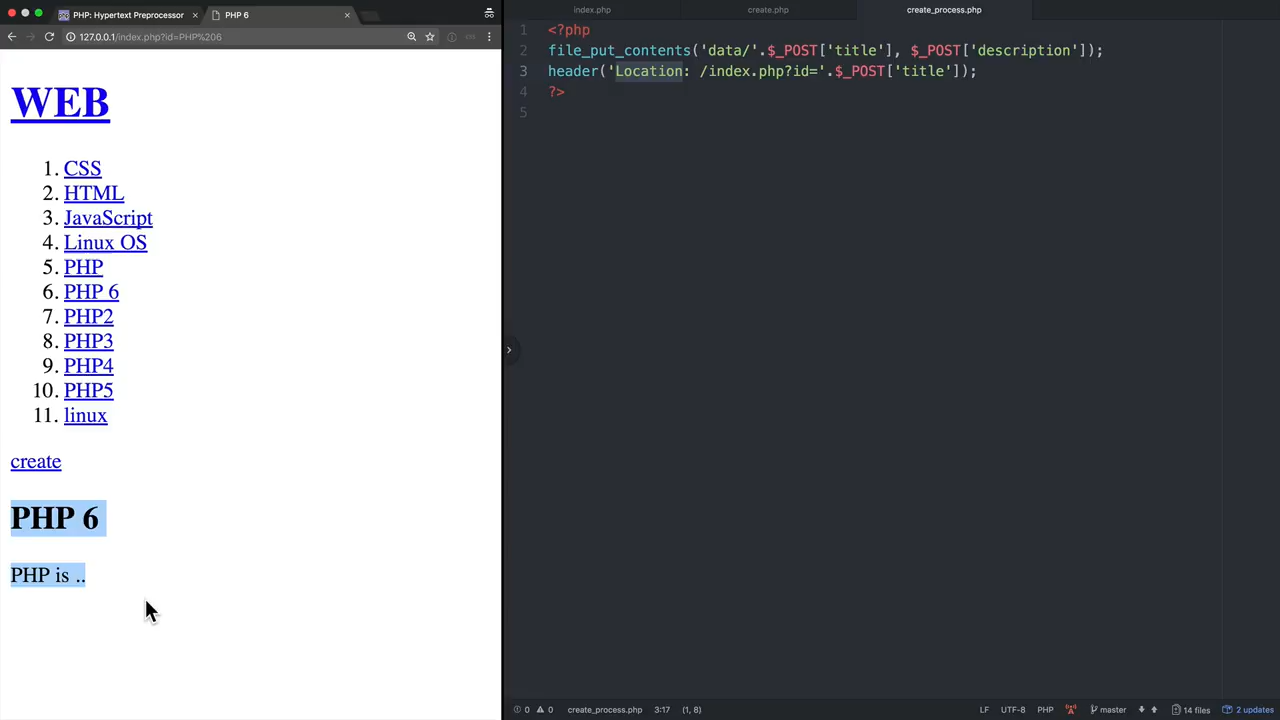 PHP: Hypertext Preprocessor
PHP 6
127.0.0.1/index.php?id=PHP%206
WEB
1. CSS
2. HTML
3. JavaScript
4. Linux OS
5. PHP
6. PHP 6
7. PHP2
8. PHP3
9. PHP4
10. PHP5
11. linux
create
PHP 6
PHP is ..
index.php
create.php
create_process.php
1 <?php
2 file_put_contents('data/'.$_POST['title'], $_POST['description']);
3 header('Location: /index.php?id='.$_POST['title']);
4 ?>
5
0 0 create_process.php 3:17 (1, 8)
LF UTF-8 PHP master 14 files 2 updates